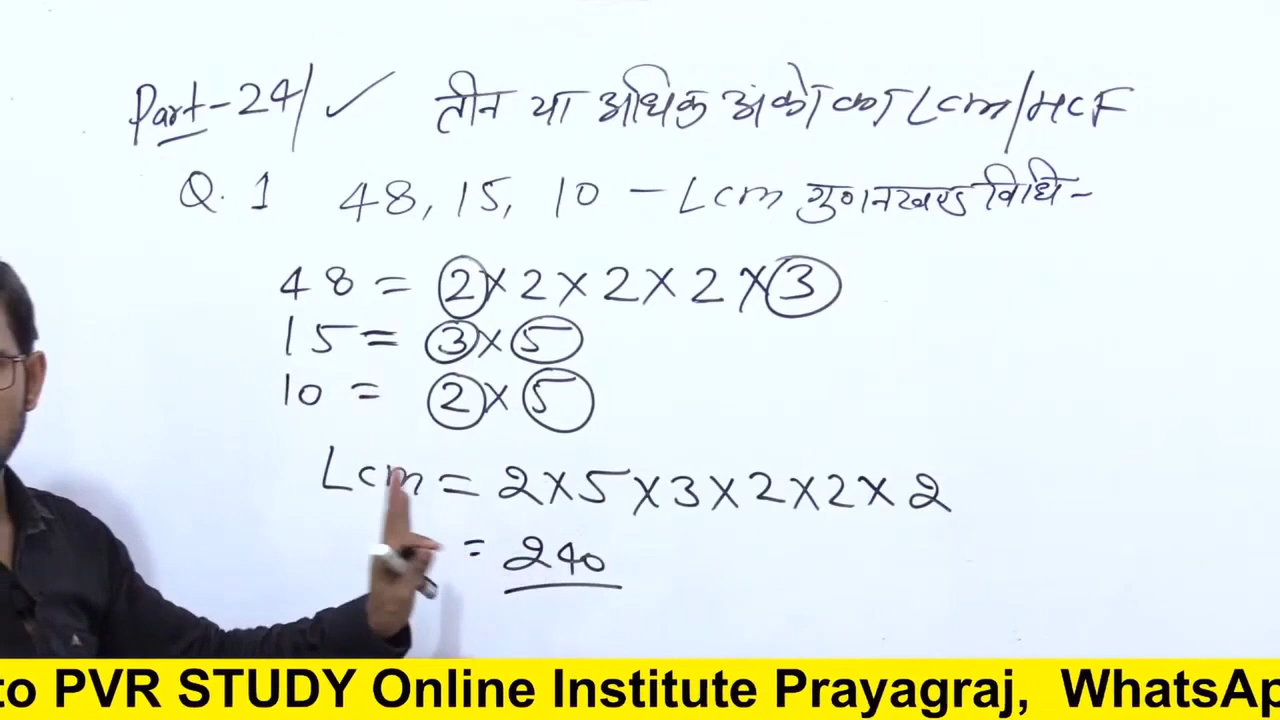 Part-24/ ✓ तीन या अधिक अंको का Lcm/HCF
Q. 1 48, 15, 10 - Lcm गुणनखण्ड विधि-
48 = 2×2×2×2×3
15 = 3×5
10 = 2×5
Lcm = 2×5×3×2×2×2
= 240
to PVR STUDY Online Institute Prayagraj, WhatsAp